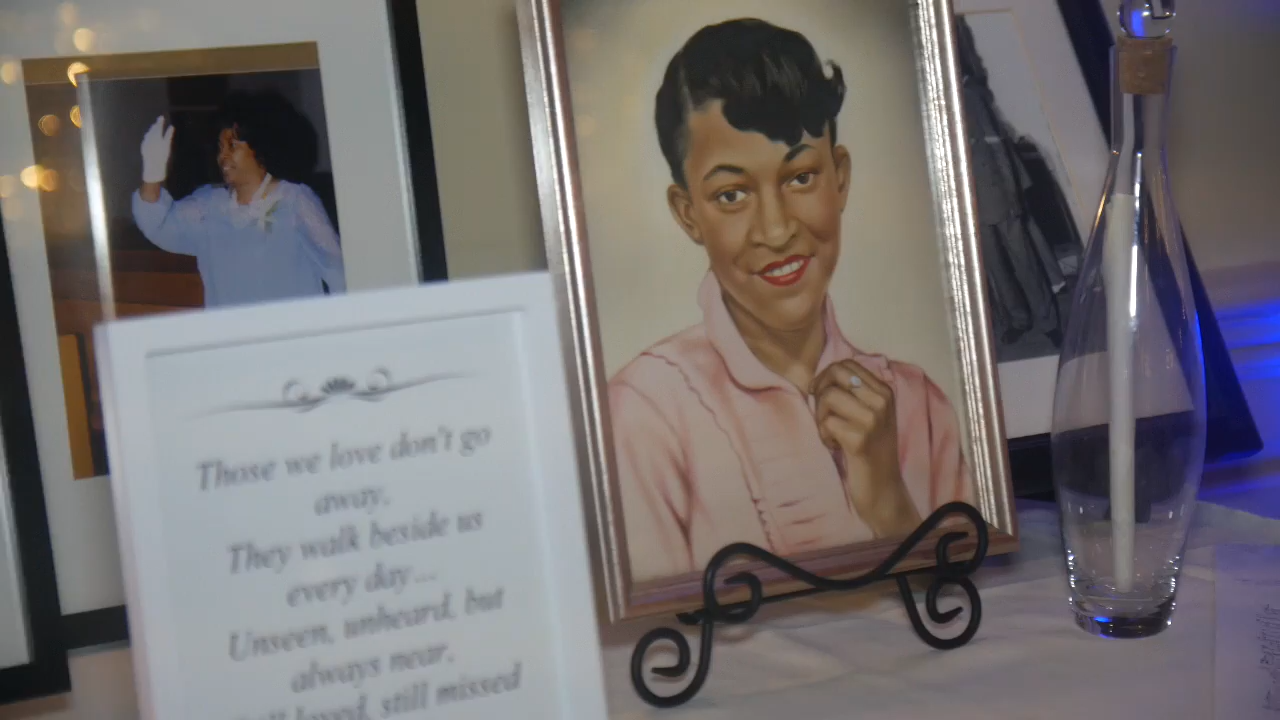 Those we love don't go
away,
They walk beside us
every day...
Unseen, unheard, but
always near,
loved, still missed